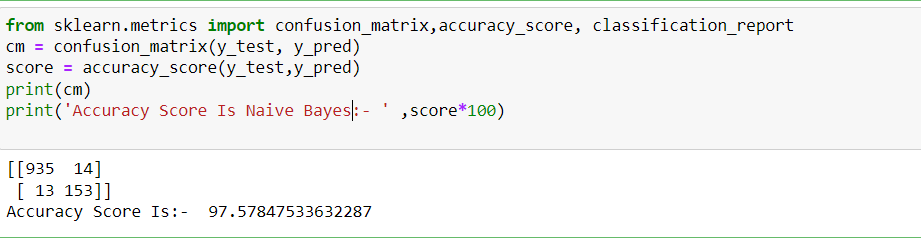 from sklearn.metrics import confusion_matrix,accuracy_score, classification_report
cm = confusion_matrix(y_test, y_pred)
score = accuracy_score(y_test,y_pred)
print(cm)
print('Accuracy Score Is Naive Bayes:- ' ,score*100)
[[935  14]
 [ 13 153]]
Accuracy Score Is:-  97.57847533632287